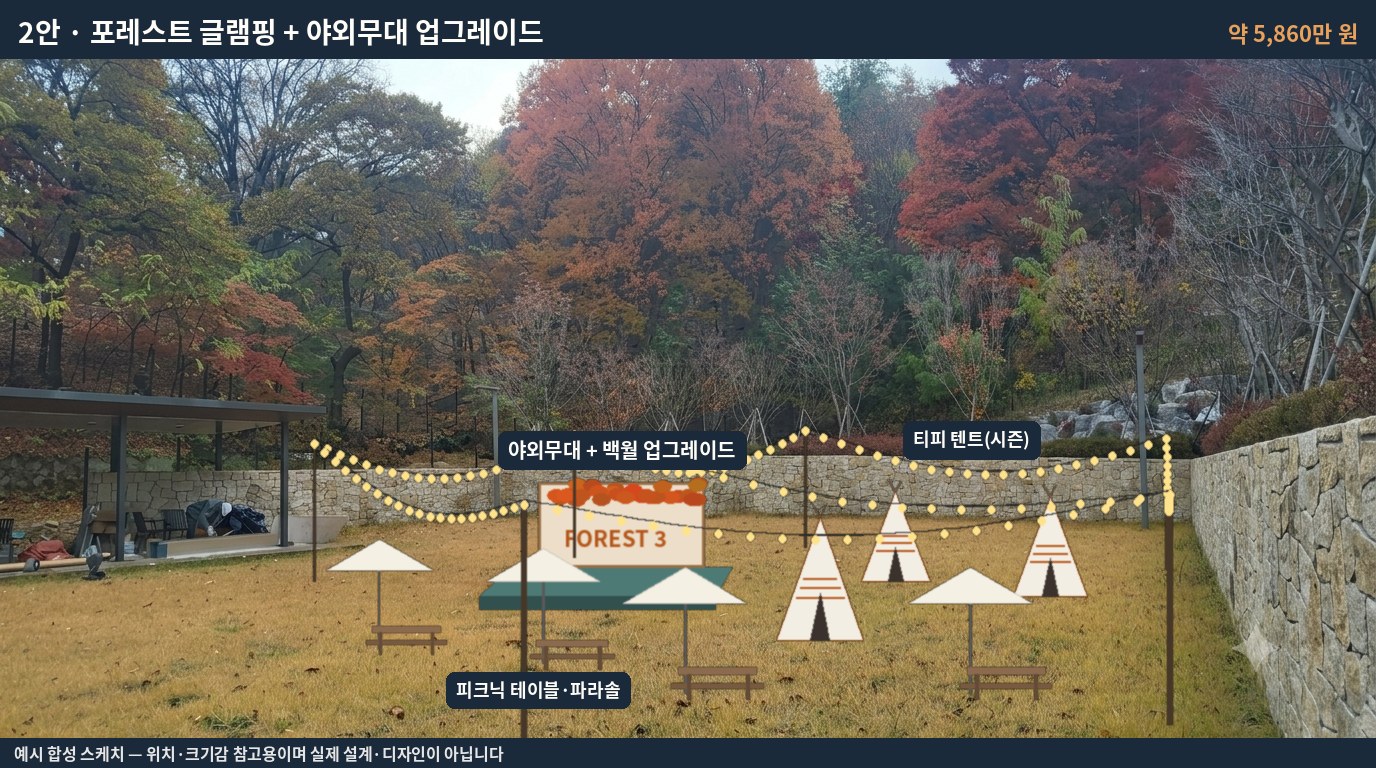 2안 · 포레스트 글램핑 + 야외무대 업그레이드
약 5,860만 원
티피 텐트(시즌)
야외무대 + 백월 업그레이드
FOREST 3
피크닉 테이블·파라솔
예시 합성 스케치 — 위치·크기감 참고용이며 실제 설계·디자인이 아닙니다